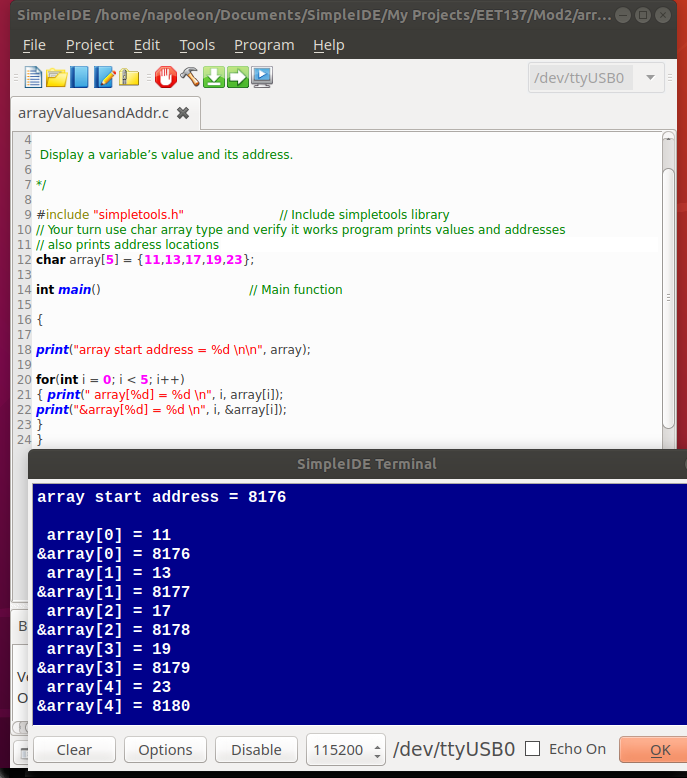 SimpleIDE /home/napoleon/Documents/SimpleIDE/My Projects/EET137/Mod2/arr...
File Project Edit Tools Program Help
/dev/ttyUSB0
arrayValuesandAddr.c
4
5 Display a variable’s value and its address.
6
7 */
8
9 #include "simpletools.h" // Include simpletools library
10 // Your turn use char array type and verify it works program prints values and addresses
11 // also prints address locations
12 char array[5] = {11,13,17,19,23};
13
14 int main() // Main function
15
16 {
17
18 print("array start address = %d \n\n", array);
19
20 for(int i = 0; i < 5; i++)
21 { print(" array[%d] = %d \n", i, array[i]);
22 print("&array[%d] = %d \n", i, &array[i]);
23 }
24 }
SimpleIDE Terminal
array start address = 8176
array[0] = 11
&array[0] = 8176
array[1] = 13
&array[1] = 8177
array[2] = 17
&array[2] = 8178
array[3] = 19
&array[3] = 8179
array[4] = 23
&array[4] = 8180
Clear Options Disable 115200 /dev/ttyUSB0 Echo On OK